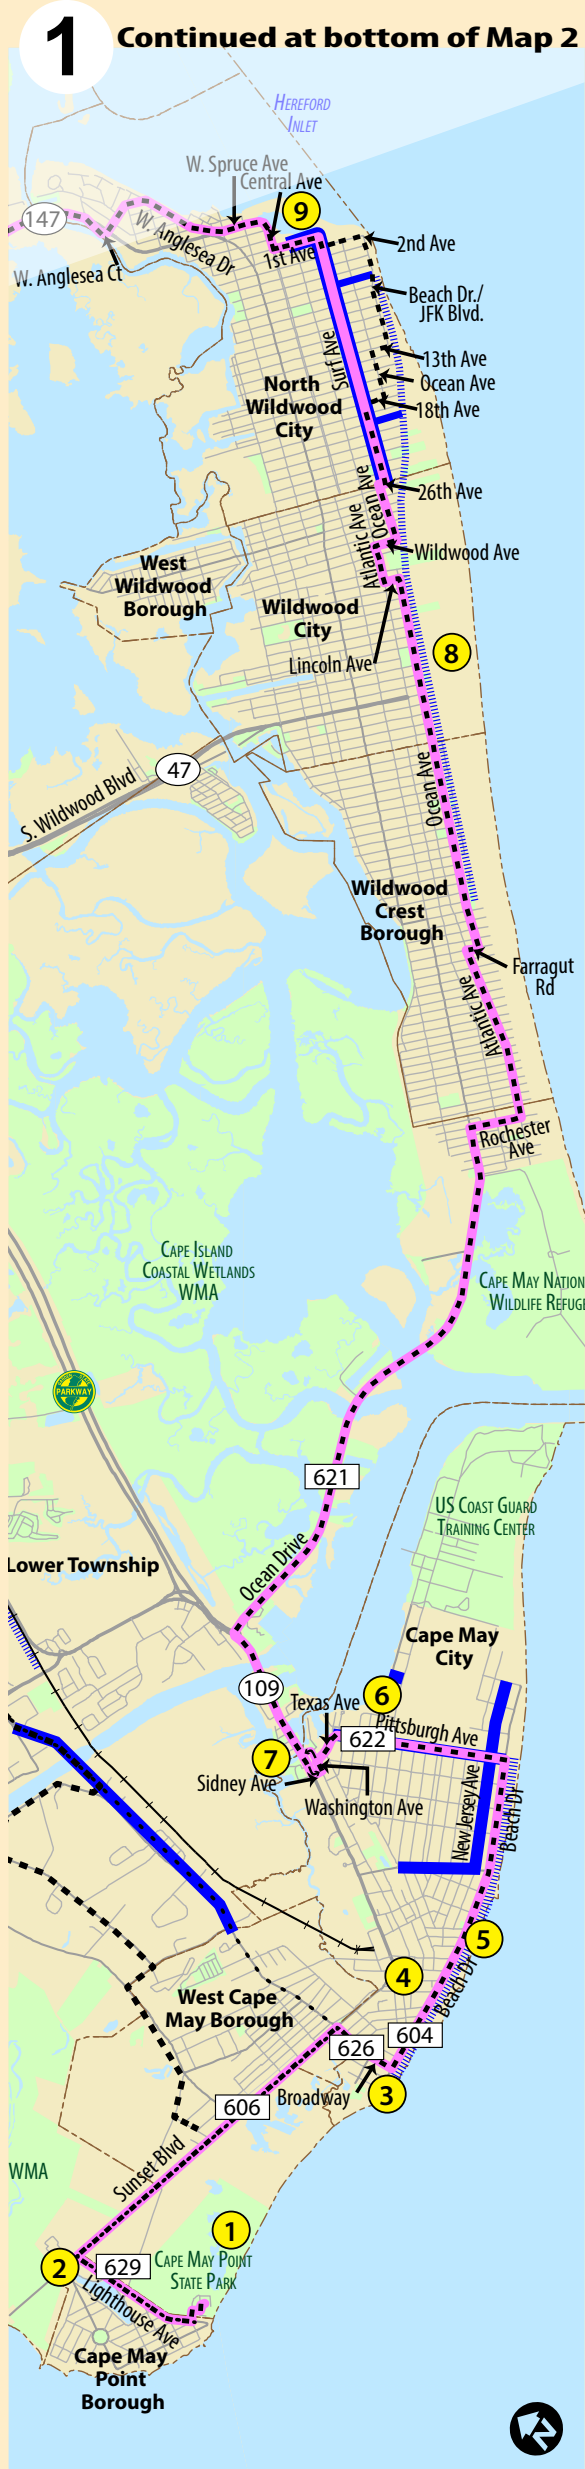 1
Continued at bottom of Map 2
HEREFORD
INLET
W. Spruce Ave
Central Ave
9
147
W. Anglesea Dr
2nd Ave
1st Ave
W. Anglesea Ct
Beach Dr./
JFK Blvd.
Surf Ave
13th Ave
Ocean Ave
North
Wildwood
City
18th Ave
Ocean Ave
26th Ave
Atlantic Ave
Wildwood Ave
West
Wildwood
Borough
Wildwood
City
8
Lincoln Ave
47
S. Wildwood Blvd
Ocean Ave
Wildwood
Crest
Borough
Farragut
Rd
Atlantic Ave
Rochester
Ave
CAPE ISLAND
COASTAL WETLANDS
WMA
CAPE MAY NATION
WILDLIFE REFUGE
PARKWAY
621
US COAST GUARD
TRAINING CENTER
Ocean Drive
Lower Township
Cape May
City
109
6
Texas Ave
622
Pittsburgh Ave
7
Sidney Ave
Washington Ave
New Jersey Ave
Beach Dr
5
4
Beach Dr
West Cape
May Borough
604
626
Broadway
3
606
Sunset Blvd
WMA
1
2
629
CAPE MAY POINT
STATE PARK
Lighthouse Ave
Cape May
Point
Borough
N